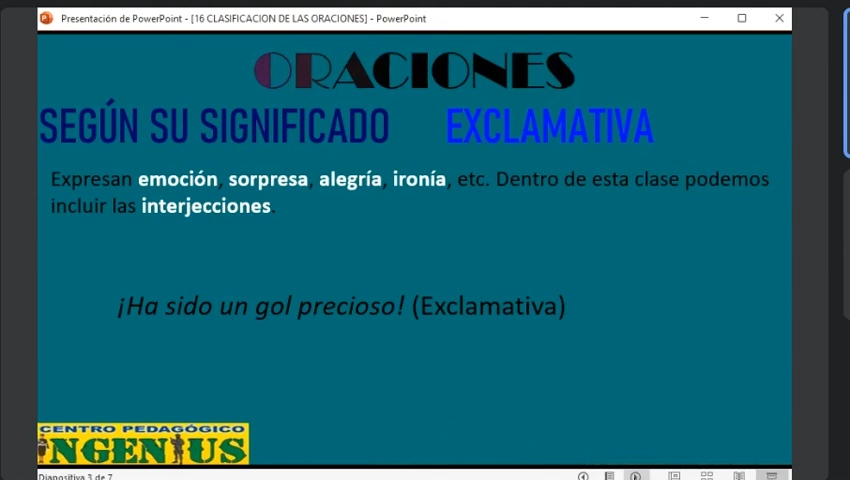 Presentación de PowerPoint - [16 CLASIFICACION DE LAS ORACIONES] - PowerPoint
ORACIONES
SEGÚN SU SIGNIFICADO EXCLAMATIVA
Expresan emoción, sorpresa, alegría, ironía, etc. Dentro de esta clase podemos
incluir las interjecciones.
¡Ha sido un gol precioso! (Exclamativa)
CENTRO PEDAGÓGICO
INGENIUS
Diapositiva 3 de 7